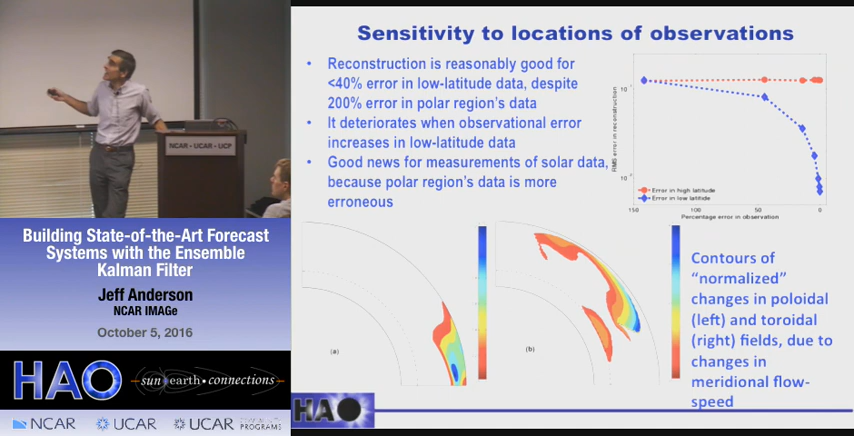 Sensitivity to locations of observations
• Reconstruction is reasonably good for
<40% error in low-latitude data, despite
200% error in polar region's data
• It deteriorates when observational error
increases in low-latitude data
• Good news for measurements of solar data,
because polar region's data is more
erroneous
RMS error in reconstruction
Error in high latitude
Error in low latitude
150 100 50 0
Percentage error in observation
(a)
(b)
Contours of
“normalized”
changes in poloidal
(left) and toroidal
(right) fields, due to
changes in
meridional flow-
speed
HAO
NCAR • UCAR • UCP
Building State-of-the-Art Forecast
Systems with the Ensemble
Kalman Filter
Jeff Anderson
NCAR IMAGe
October 5, 2016
HAO
sun earth • connections
NCAR
UCAR
UCAR
PROGRAMS